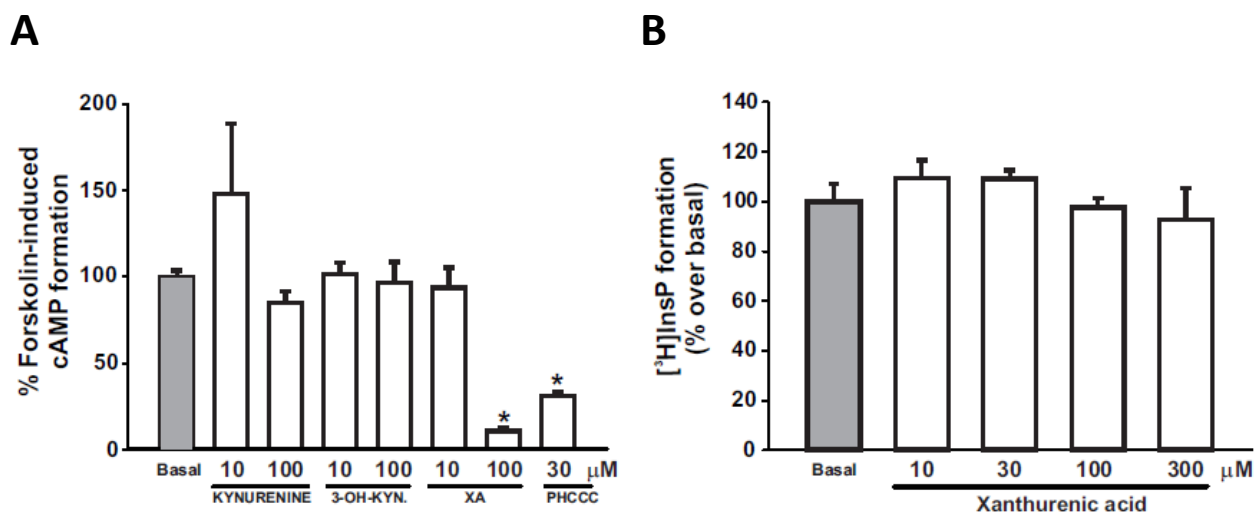 A
% Forskolin-induced
cAMP formation
200
150
100
50
0
*
*
Basal 10 100 10 100 10 100 30 μM
KYNURENINE 3-OH-KYN. XA PHCCC
B
[³H]InsP formation
(% over basal)
140
120
100
80
60
40
20
0
Basal 10 30 100 300 μM
Xanthurenic acid